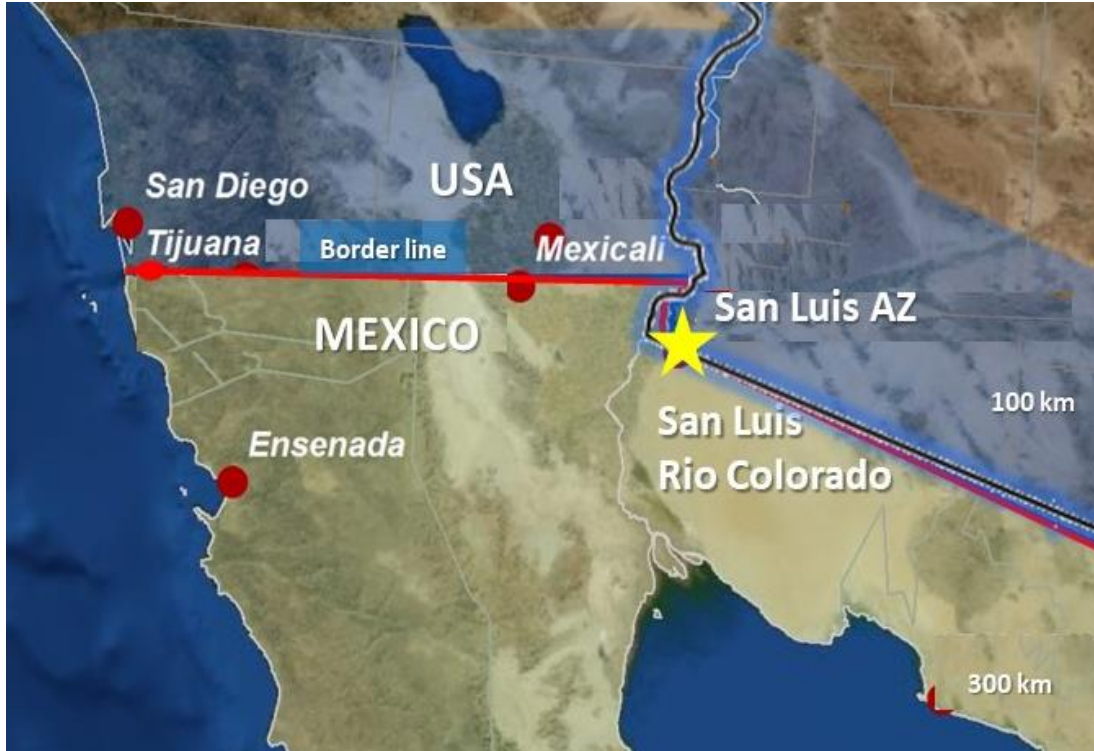 USA
San Diego
Tijuana
Border line
Mexicali
MEXICO
San Luis AZ
100 km
San Luis
Rio Colorado
Ensenada
300 km